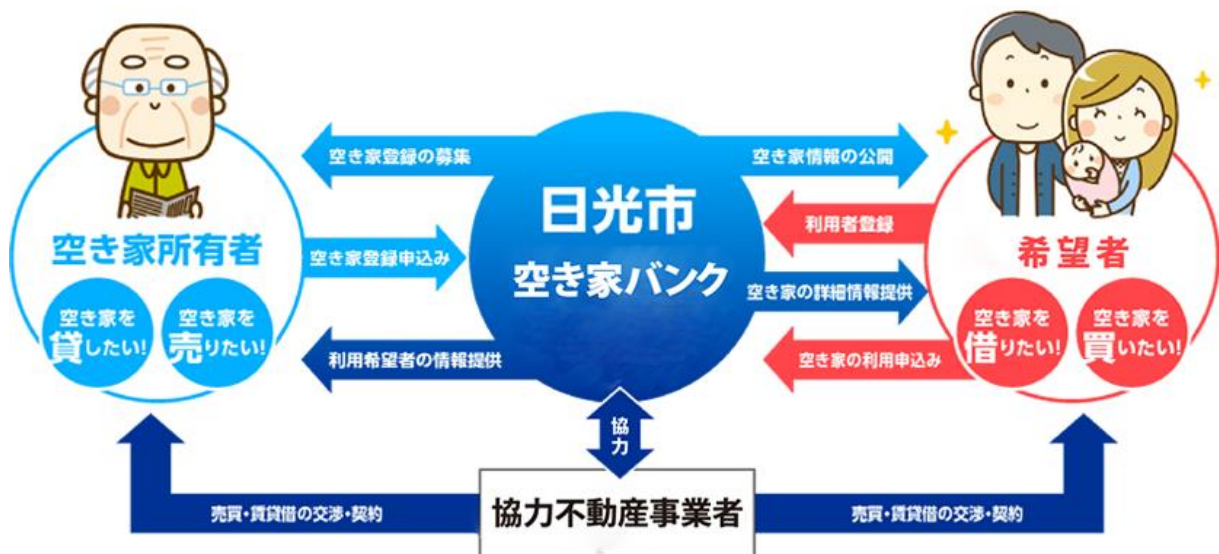 空き家登録の募集
空き家情報の公開
日光市
空き家バンク
利用者登録
空き家所有者
空き家登録申込み
希望者
空き家の詳細情報提供
空き家を
貸したい!
空き家を
売りたい!
空き家を
借りたい!
空き家を
買いたい!
利用希望者の情報提供
空き家の利用申込み
協力
協力不動産事業者
売買・賃貸借の交渉・契約
売買・賃貸借の交渉・契約